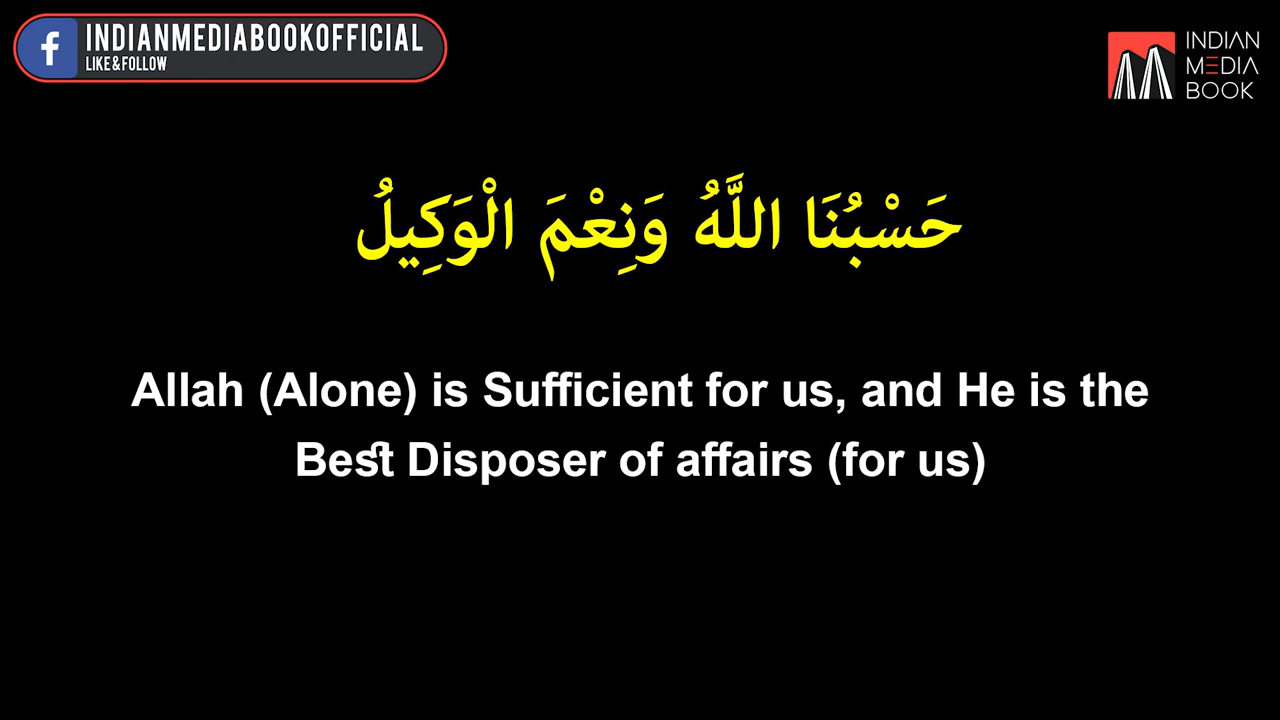 INDIANMEDIABOOKOFFICIAL
LIKE&FOLLOW
INDIAN
MEDIA
BOOK
حَسْبُنَا اللَّهُ وَنِعْمَ الْوَكِيلُ
Allah (Alone) is Sufficient for us, and He is the
Best Disposer of affairs (for us)